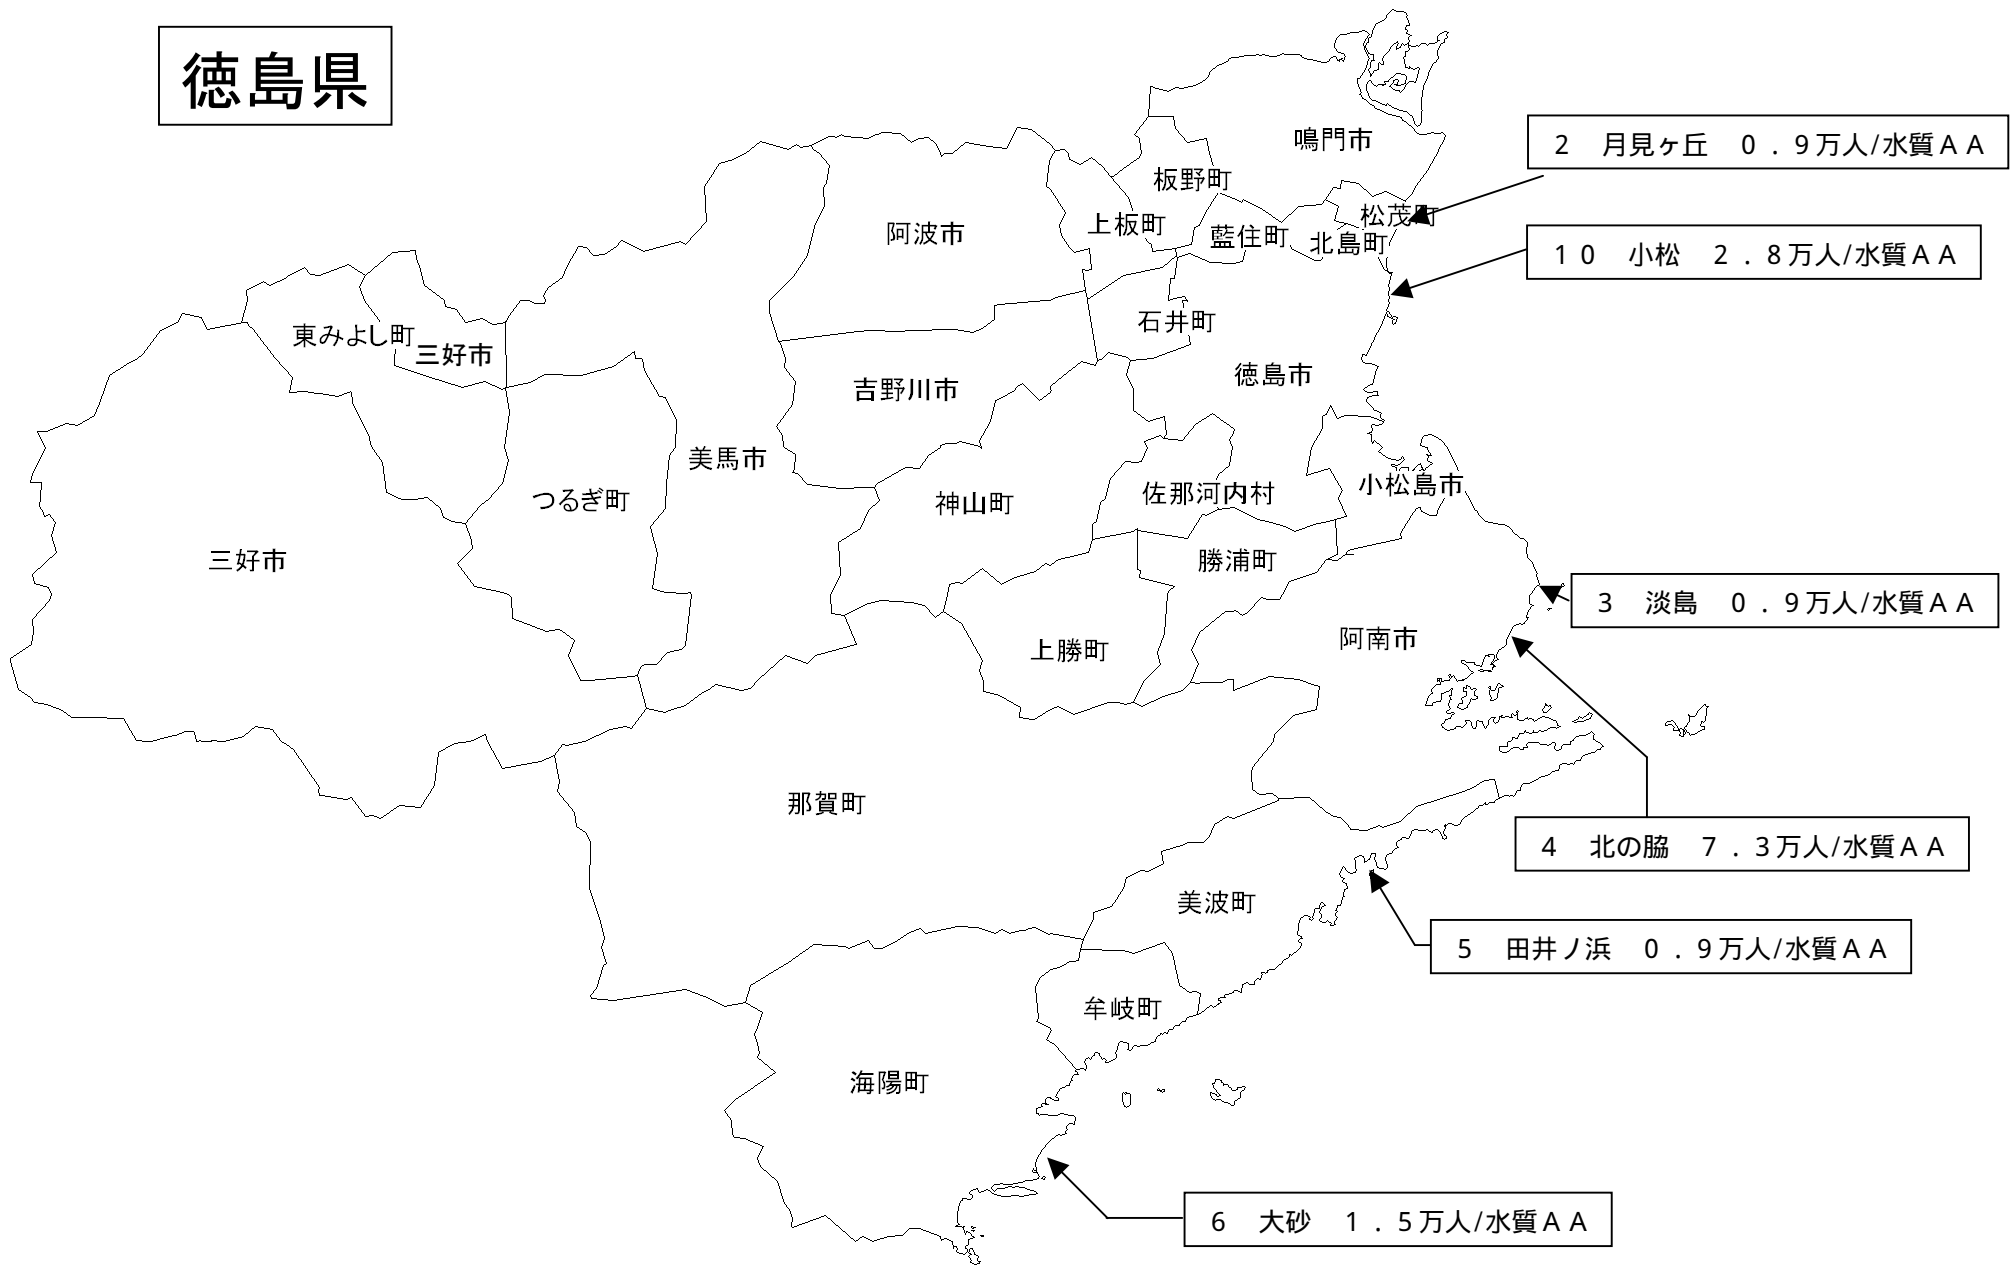 徳島県
鳴門市
2　月見ヶ丘　０．９万人/水質ＡＡ
板野町
松茂町
上板町
阿波市
藍住町
北島町
１０　小松　２．８万人/水質ＡＡ
石井町
東みよし町
三好市
徳島市
吉野川市
美馬市
小松島市
佐那河内村
つるぎ町
神山町
三好市
勝浦町
3　淡島　０．９万人/水質ＡＡ
阿南市
上勝町
那賀町
4　北の脇　７．３万人/水質ＡＡ
美波町
5　田井ノ浜　０．９万人/水質ＡＡ
牟岐町
海陽町
6　大砂　１．５万人/水質ＡＡ